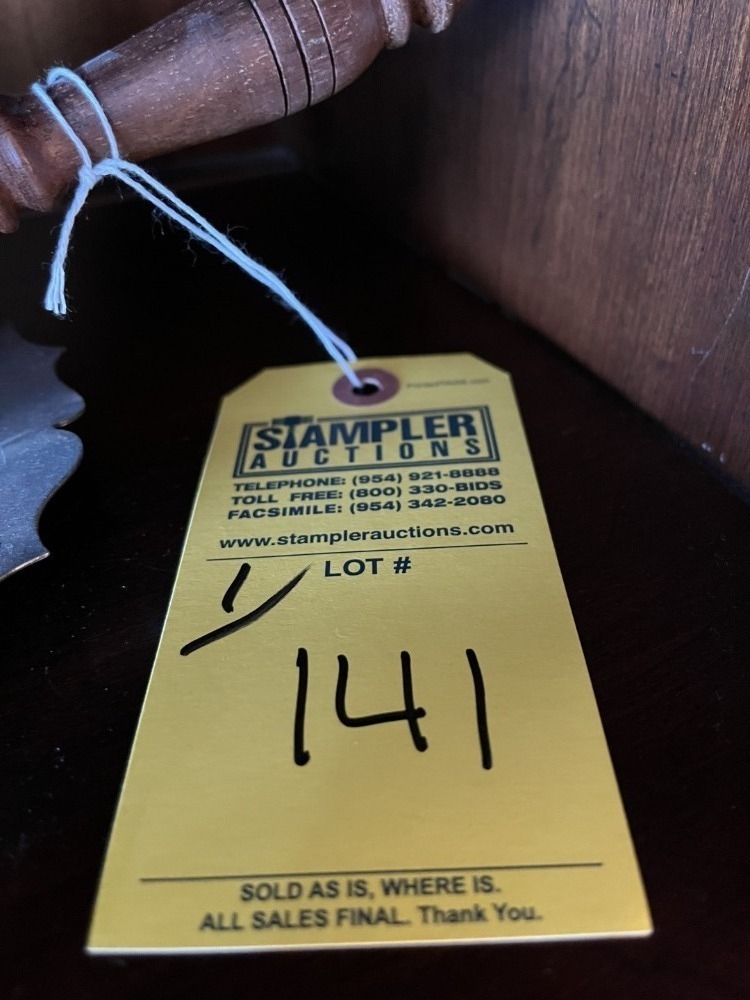 STAMPLER
AUCTIONS
TELEPHONE: (954) 921-8888
TOLL FREE: (800) 330-BIDS
FACSIMILE: (954) 342-2080
www.stamplerauctions.com
LOT #
1/
141
SOLD AS IS, WHERE IS.
ALL SALES FINAL. Thank You.